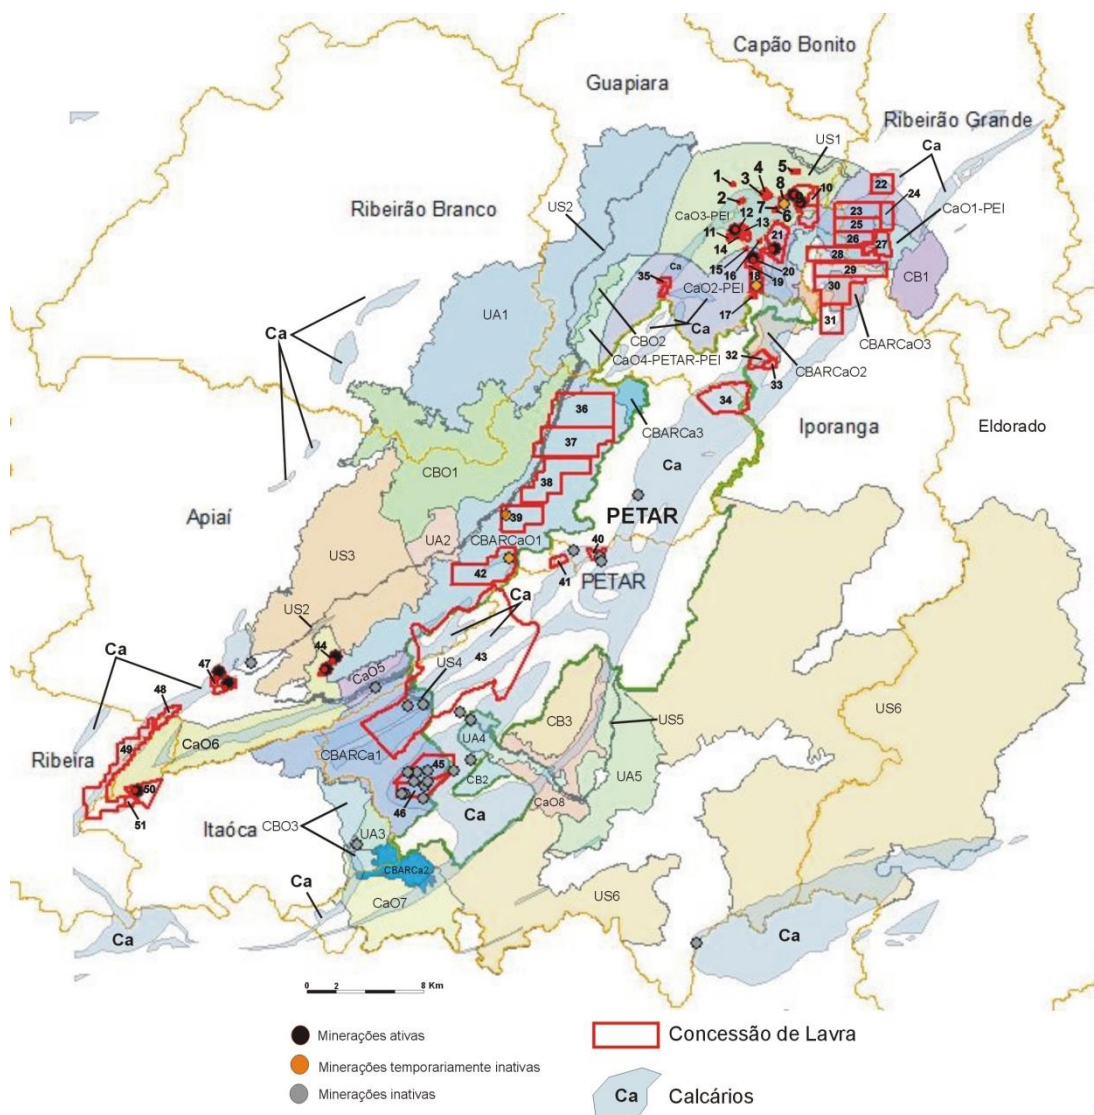 Capão Bonito
Guapiara
Ribeirão Grande
US1
Ca
5
4
3
1
2
8
10
7
6
22
24
23
25
26
27
28
29
30
31
CaO1-PEI
CB1
CBARCaO3
CaO3-PEI
12
13
11
14
21
15
16
18
20
19
17
US2
Ribeirão Branco
35
Ca
CaO2-PEI
Ca
CBO2
CaO4-PETAR-PEI
UA1
Ca
32
33
CBARCaO2
34
Iporanga
Eldorado
36
CBARCa3
37
Ca
CBO1
38
Apiaí
39
PETAR
UA2
CBARCaO1
US3
40
41
PETAR
42
Ca
US2
44
43
Ca
47
CaO5
US4
48
US5
US6
CB3
UA4
CaO6
49
Ribeira
CBARCa1
45
UA5
CB2
50
46
CaO8
51
Ca
Itaóca
CBO3
UA3
CBARCa2
Ca
CaO7
US6
Ca
Ca
0 2 8 Km
Minerações ativas
Concessão de Lavra
Minerações temporariamente inativas
Minerações inativas
Ca
Calcários